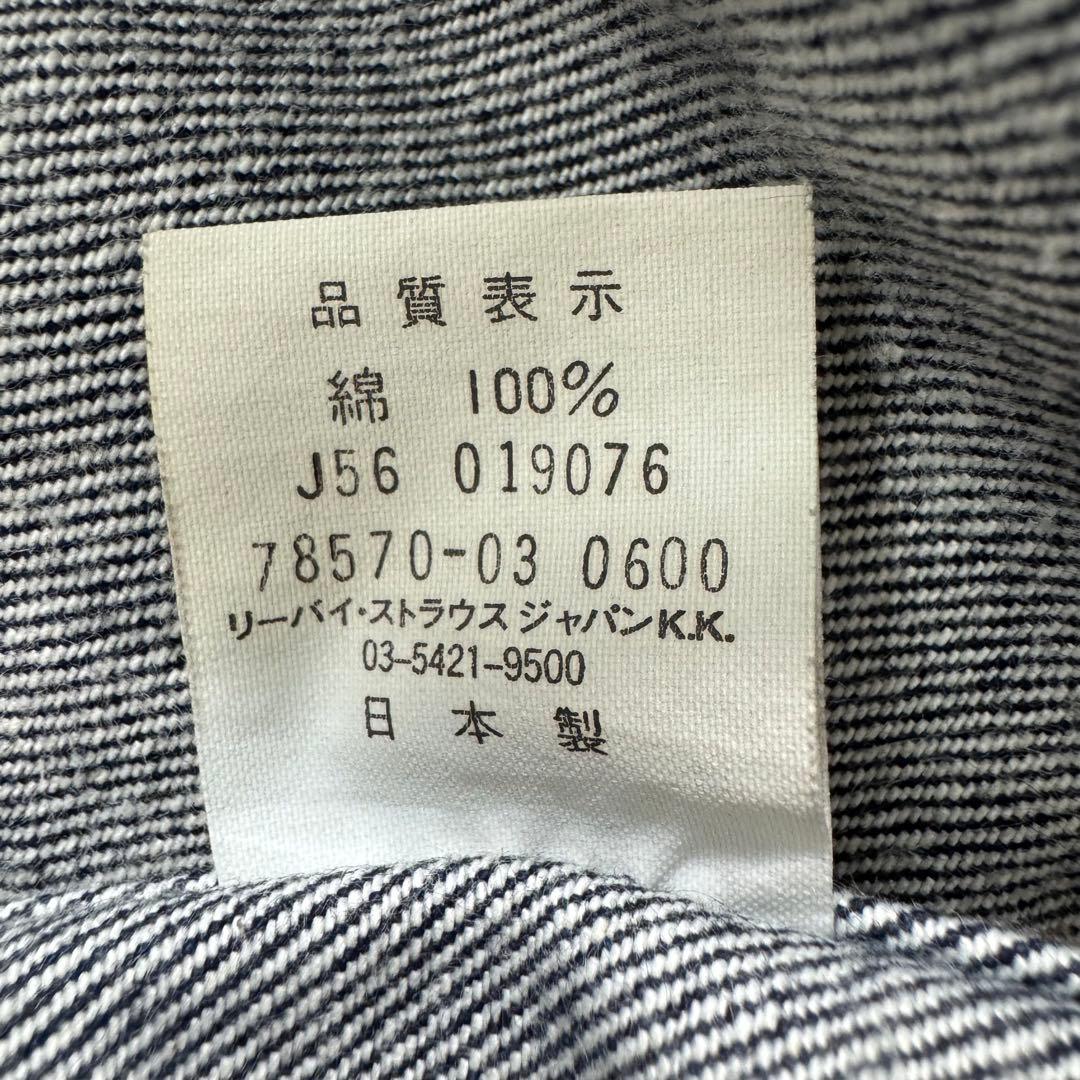 品質表示
綿 100%
J56 019076
78570-03 0600
リーバイ・ストラウス ジャパンK.K.
03-5421-9500
日本製